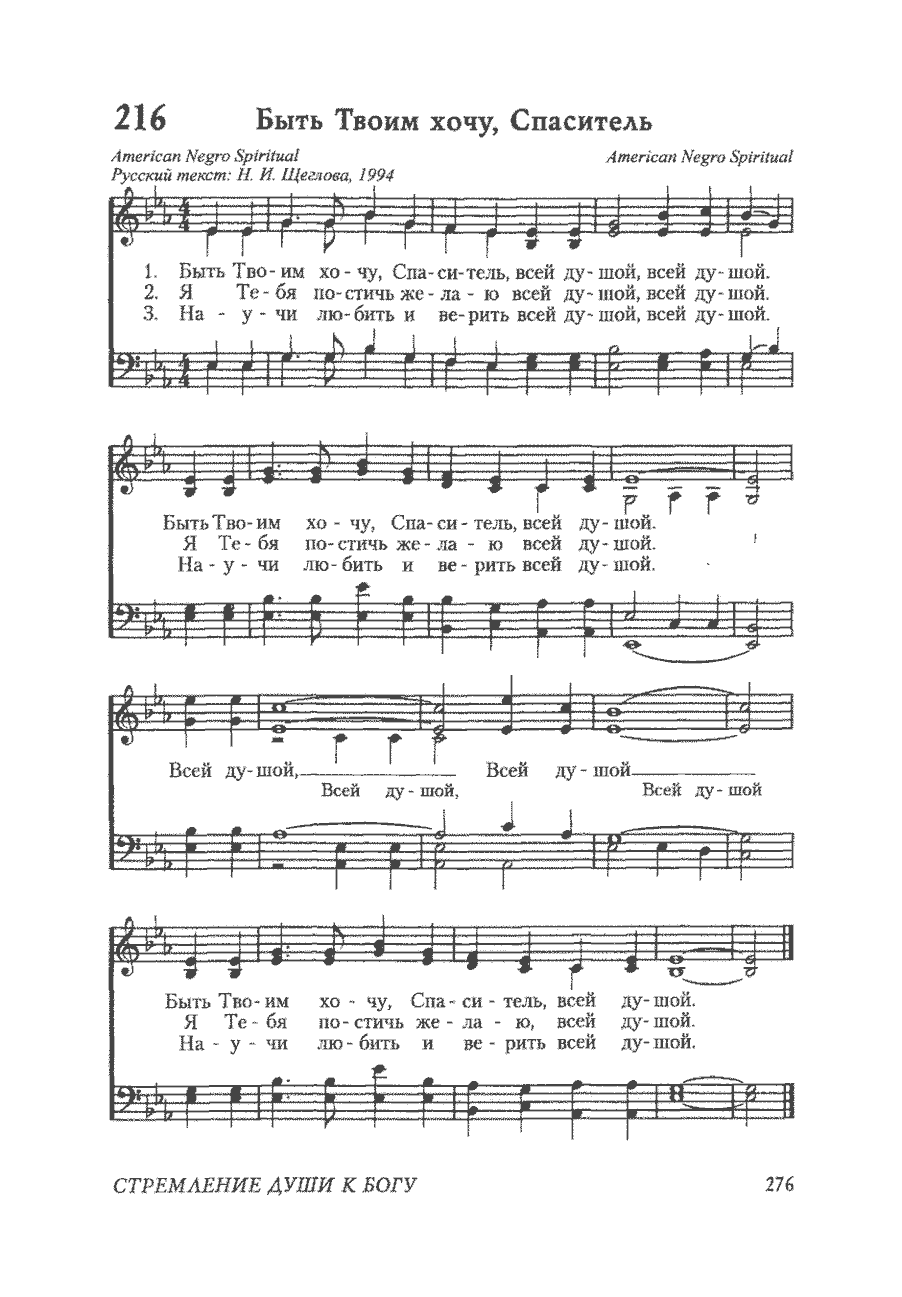 216 Быть Твоим хочу, Спаситель
American Negro Spiritual American Negro Spiritual
Русский текст: Н. И. Щеглова, 1994
1. Быть Тво- им хо - чу, Спа- си- тель, всей ду- шой, всей ду- шой.
2. Я Те - бя по- стичь же - ла - ю всей ду- шой, всей ду- шой.
3. На - у - чи лю- бить и ве- рить всей ду- шой, всей ду- шой.
Быть Тво- им хо - чу, Спа- си - тель, всей ду- шой.
Я Те - бя по- стичь же - ла - ю всей ду- шой.
На - у - чи лю- бить и ве - рить всей ду- шой.
Всей ду- шой, Всей ду - шой
Всей ду - шой, Всей ду- шой
Быть Тво- им хо - чу, Спа - си - тель, всей ду- шой.
Я Те - бя по- стичь же - ла - ю, всей ду- шой.
На - у - чи лю- бить и ве - рить всей ду- шой.
СТРЕМЛЕНИЕ ДУШИ К БОГУ 276